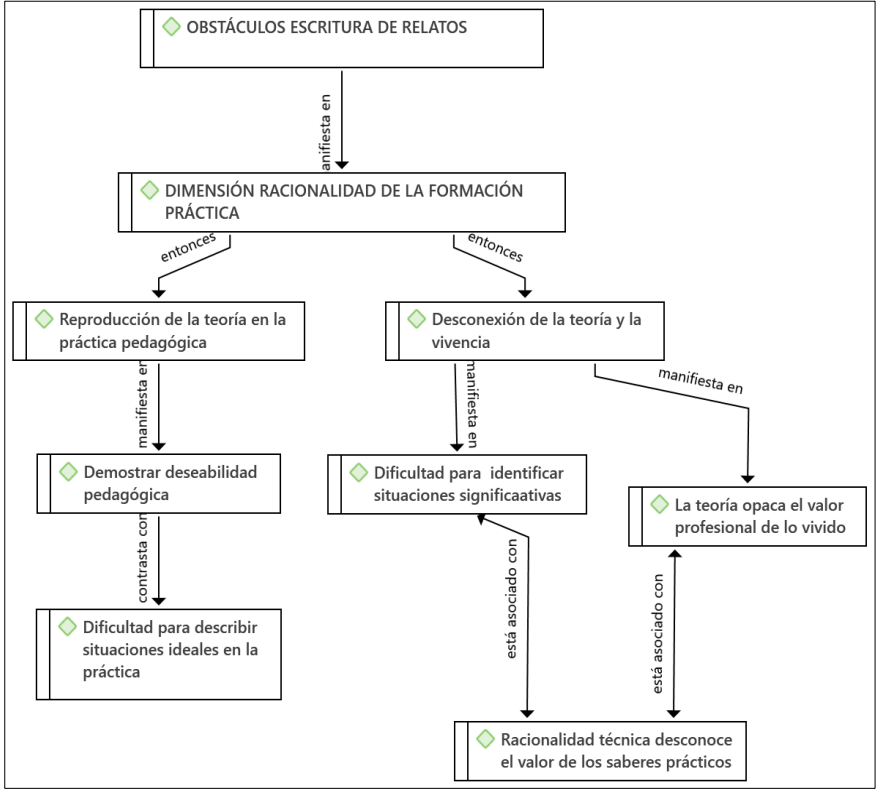 OBSTÁCULOS ESCRITURA DE RELATOS
anifiesta en
DIMENSIÓN RACIONALIDAD DE LA FORMACIÓN
PRÁCTICA
entonces
entonces
Reproducción de la teoría en la
práctica pedagógica
Desconexión de la teoría y la
vivencia
manifiesta en
manifiesta en
manifiesta en
Demostrar deseabilidad
pedagógica
Dificultad para identificar
situaciones significaativas
La teoría opaca el valor
profesional de lo vivido
contrasta con
está asociado con
está asociado con
Dificultad para describir
situaciones ideales en la
práctica
Racionalidad técnica desconoce
el valor de los saberes prácticos